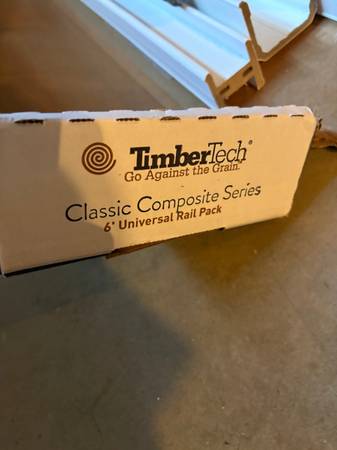 TimberTech®
Go Against the Grain.
Classic Composite Series
6' Universal Rail Pack